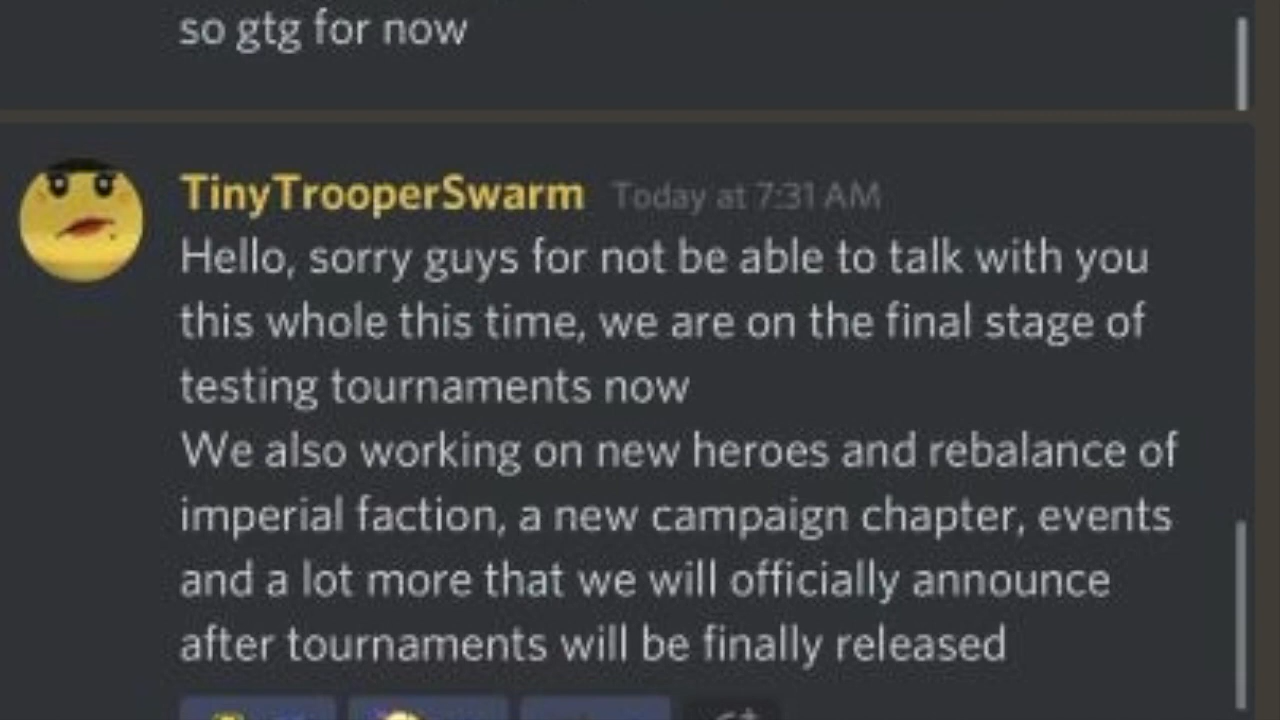 so gtg for now
TinyTrooperSwarm Today at 7:31 AM
Hello, sorry guys for not be able to talk with you
this whole this time, we are on the final stage of
testing tournaments now
We also working on new heroes and rebalance of
imperial faction, a new campaign chapter, events
and a lot more that we will officially announce
after tournaments will be finally released